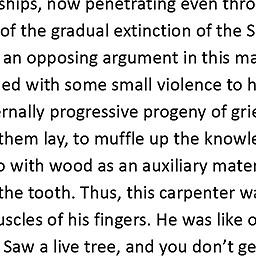 ships, now penetrating even thro
of the gradual extinction of the S
an opposing argument in this ma
ed with some small violence to h
ernally progressive progeny of grie
them lay, to muffle up the knowle
o with wood as an auxiliary mater
the tooth. Thus, this carpenter wa
uscles of his fingers. He was like o
Saw a live tree, and you don’t ge